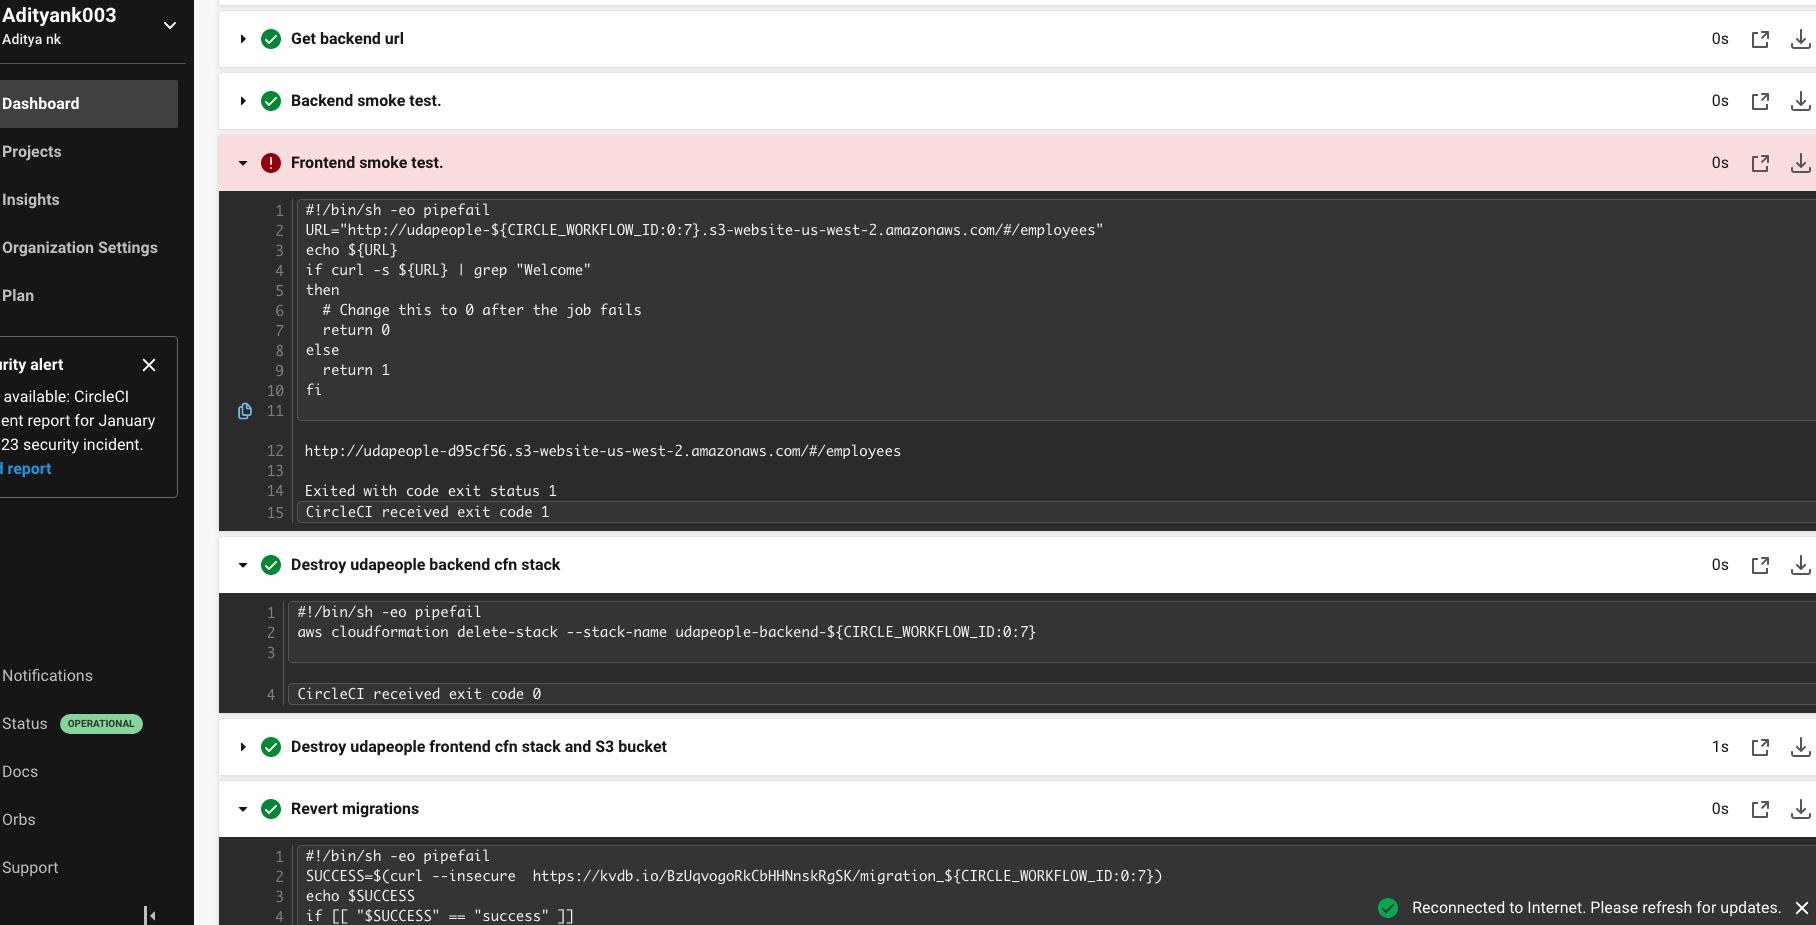 Adityank003
Aditya nk
Dashboard
Projects
Insights
Organization Settings
Plan
urity alert
available: CircleCI
ent report for January
23 security incident.
d report
Notifications
Status OPERATIONAL
Docs
Orbs
Support
Get backend url 0s
Backend smoke test. 0s
Frontend smoke test. 0s
1 #!/bin/sh -eo pipefail
2 URL="http://udapeople-${CIRCLE_WORKFLOW_ID:0:7}.s3-website-us-west-2.amazonaws.com/#/employees"
3 echo ${URL}
4 if curl -s ${URL} | grep "Welcome"
5 then
6 # Change this to 0 after the job fails
7 return 0
8 else
9 return 1
10 fi
11
12 http://udapeople-d95cf56.s3-website-us-west-2.amazonaws.com/#/employees
13
14 Exited with code exit status 1
15 CircleCI received exit code 1
Destroy udapeople backend cfn stack 0s
1 #!/bin/sh -eo pipefail
2 aws cloudformation delete-stack --stack-name udapeople-backend-${CIRCLE_WORKFLOW_ID:0:7}
3
4 CircleCI received exit code 0
Destroy udapeople frontend cfn stack and S3 bucket 1s
Revert migrations 0s
1 #!/bin/sh -eo pipefail
2 SUCCESS=$(curl --insecure  https://kvdb.io/BzUqvogoRkCbHHNnskRgSK/migration_${CIRCLE_WORKFLOW_ID:0:7})
3 echo $SUCCESS
4 if [[ "$SUCCESS" == "success" ]]
Reconnected to Internet. Please refresh for updates.